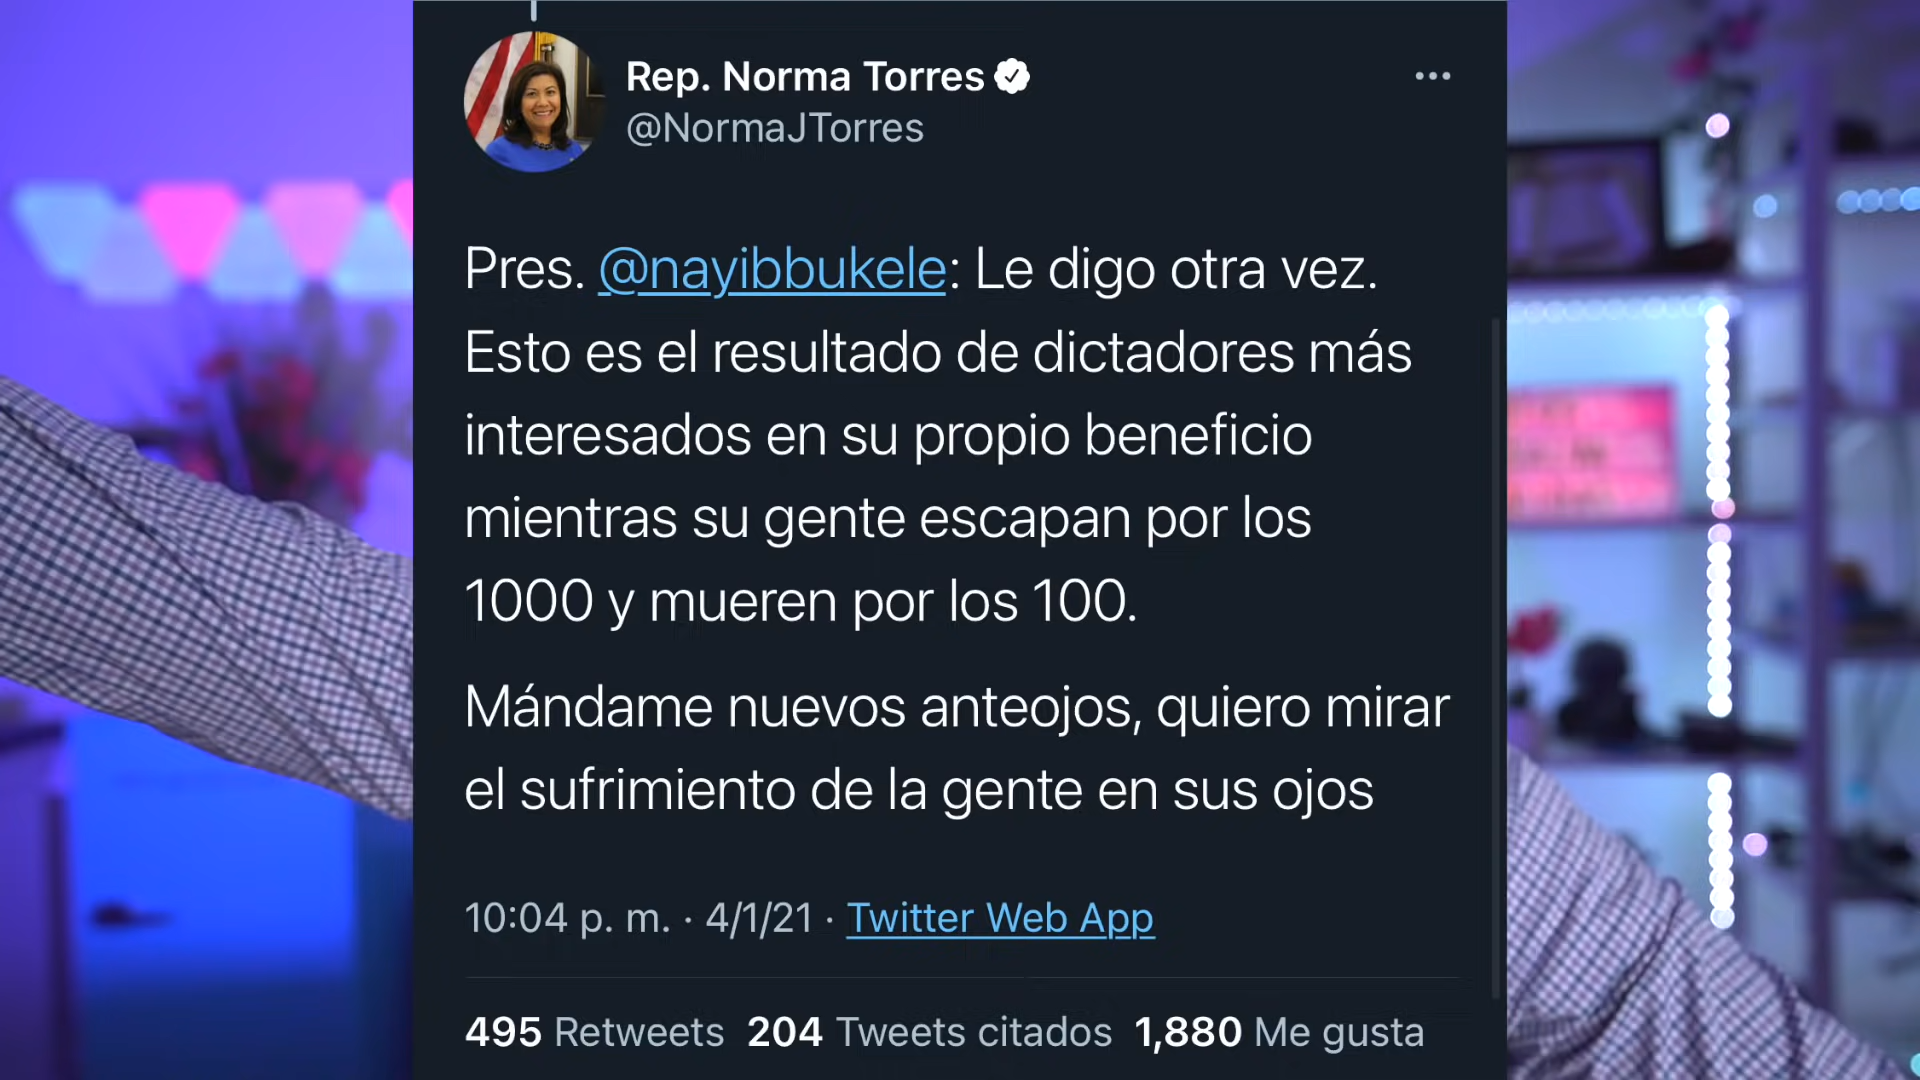 Rep. Norma Torres
@NormaJTorres
Pres. @nayibbukele: Le digo otra vez.
Esto es el resultado de dictadores más
interesados en su propio beneficio
mientras su gente escapan por los
1000 y mueren por los 100.
Mándame nuevos anteojos, quiero mirar
el sufrimiento de la gente en sus ojos
10:04 p. m. · 4/1/21 · Twitter Web App
495 Retweets 204 Tweets citados 1,880 Me gusta